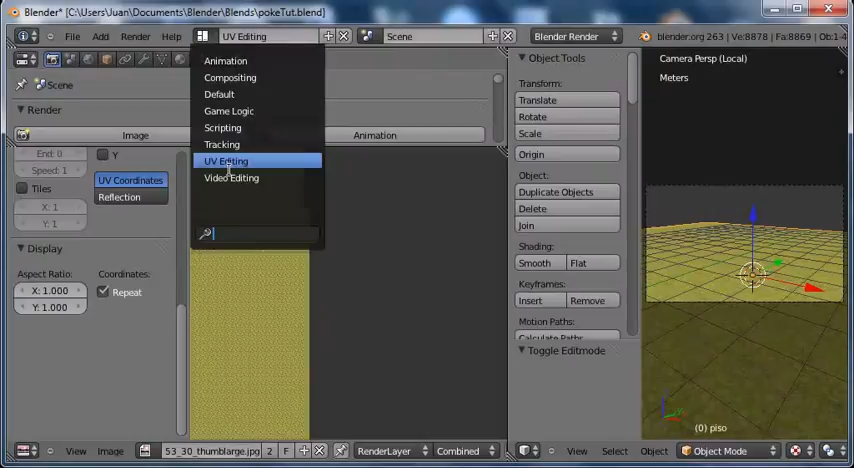 Blender* [C:\Users\Juan\Documents\Blender\Blends\pokeTut.blend]
File Add Render Help UV Editing Scene Blender Render blender.org 263 | Ve:8878 | Fa:8869 | Ob:1-4
Animation
Compositing
Default
Game Logic
Scripting
Tracking
UV Editing
Video Editing
Scene
Render
Image
Animation
End: 0
Y
Speed: 1
Tiles
UV Coordinates
X: 1
Reflection
Y: 1
Display
Aspect Ratio:
Coordinates:
X: 1.000
Repeat
Y: 1.000
Object Tools
Transform:
Translate
Rotate
Scale
Origin
Object:
Duplicate Objects
Delete
Join
Shading:
Smooth Flat
Keyframes:
Insert Remove
Motion Paths:
Calculate Paths
Toggle Editmode
Camera Persp (Local)
Meters
(0) piso
View Image 53_30_thumblarge.jpg 2 F RenderLayer Combined
View Select Object Object Mode